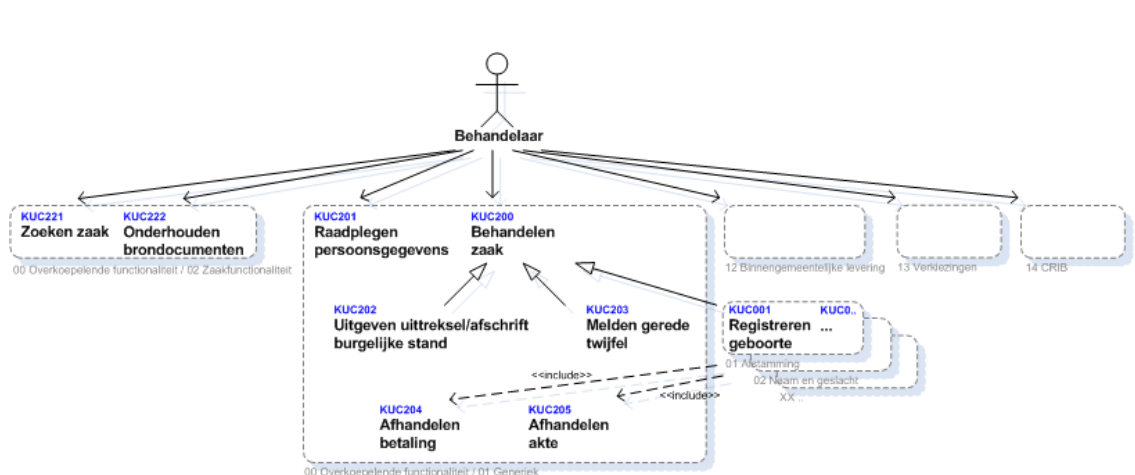 Behandelaar
KUC221
Zoeken zaak
KUC222
Onderhouden
brondocumenten
00 Overkoepelende functionaliteit / 02 Zaakfunctionaliteit
KUC201
Raadplegen
persoonsgegevens
KUC200
Behandelen
zaak
12 Binnengemeentelijke levering
13 Verkiezingen
14 CRIB
KUC202
Uitgeven uittreksel/afschrift
burgelijke stand
KUC203
Melden gerede
twijfel
KUC001
Registreren
geboorte
KUC0..
...
01 Afstamming
02 Naam en geslacht
XX ..
<<include>>
<<include>>
KUC204
Afhandelen
betaling
KUC205
Afhandelen
akte
00 Overkoepelende functionaliteit / 01 Generiek